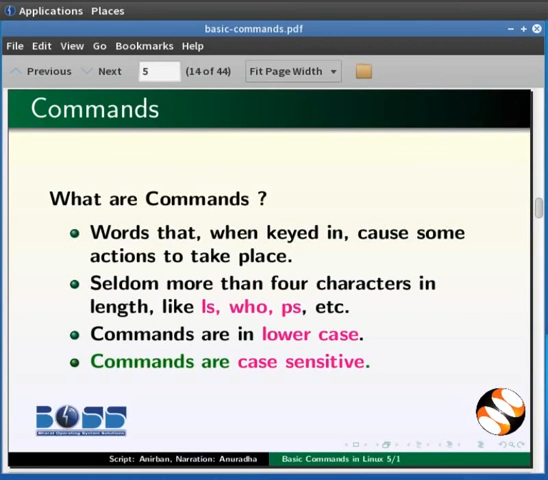 Applications Places
basic-commands.pdf
File Edit View Go Bookmarks Help
Previous Next 5 (14 of 44) Fit Page Width
Commands
What are Commands ?
Words that, when keyed in, cause some
actions to take place.
Seldom more than four characters in
length, like ls, who, ps, etc.
Commands are in lower case.
Commands are case sensitive.
BOSS
Script: Anirban, Narration: Anuradha Basic Commands in Linux 5/1